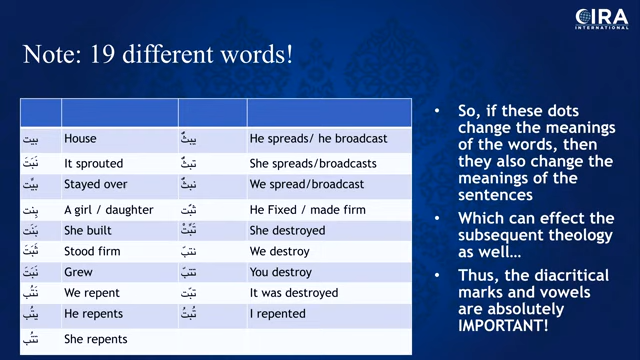 CIRA
INTERNATIONAL
Note: 19 different words!
بيت House يبثُّ He spreads/ he broadcast
نَبَتَ It sprouted تبثُّ She spreads/broadcasts
بيَّت Stayed over نبثُّ We spread/broadcast
بِنت A girl / daughter ثبّت He Fixed / made firm
بَنَت She built She destroyed
ثَبَتَ Stood firm نتبّ We destroy
نَبَتَ Grew تتبّ You destroy
نَتُب We repent تبّت It was destroyed
يتُب He repents تُبتُ I repented
تتُب She repents
• So, if these dots
change the meanings
of the words, then
they also change the
meanings of the
sentences
• Which can effect the
subsequent theology
as well…
• Thus, the diacritical
marks and vowels
are absolutely
IMPORTANT!